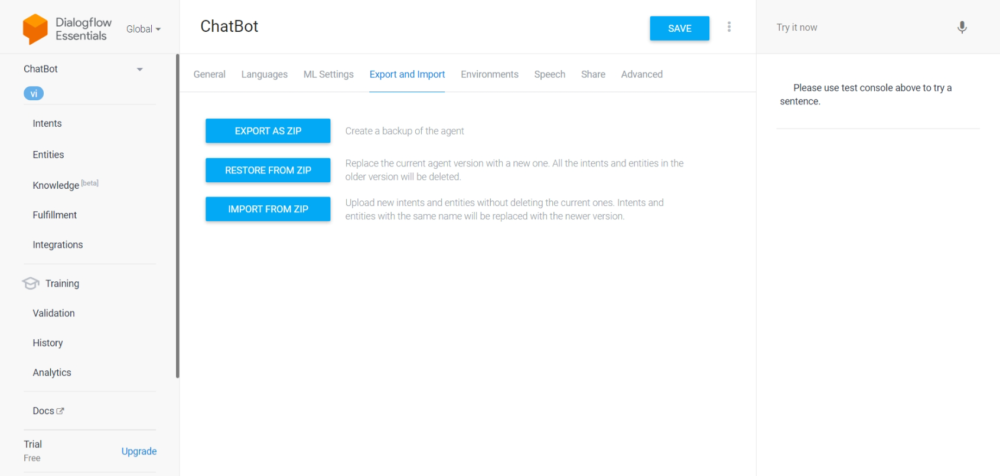 Dialogflow
Essentials
Global
ChatBot
SAVE
Try it now
ChatBot
vi
General Languages ML Settings Export and Import Environments Speech Share Advanced
Intents
Entities
Knowledge [beta]
Fulfillment
Integrations
Training
Validation
History
Analytics
Docs
Trial
Free
Upgrade
EXPORT AS ZIP
Create a backup of the agent
RESTORE FROM ZIP
Replace the current agent version with a new one. All the intents and entities in the
older version will be deleted.
IMPORT FROM ZIP
Upload new intents and entities without deleting the current ones. Intents and
entities with the same name will be replaced with the newer version.
Please use test console above to try a
sentence.